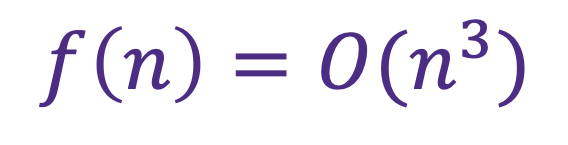 f(n) = O(n³)